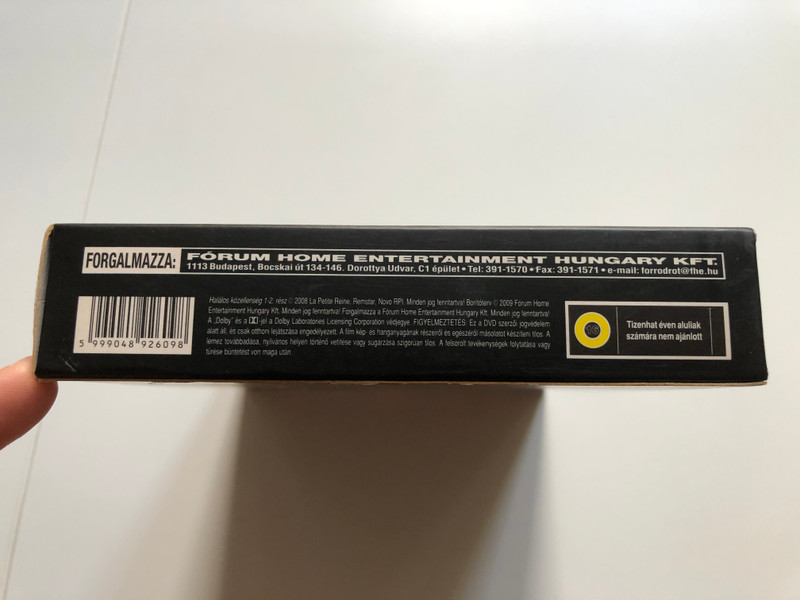 FORGALMAZZA:
FÓRUM HOME ENTERTAINMENT HUNGARY KFT.
1113 Budapest, Bocskai út 134-146. Dorottya Udvar, C1 épület • Tel: 391-1570 • Fax: 391-1571 • e-mail: forrodrot@fhe.hu
5 999048 926098
Halálos közellenség 1-2. rész © 2008 La Petite Reine, Remstar, Novo RPI. Minden jog fenntartva! Borítóterv © 2009 Fórum Home
Entertainment Hungary Kft. Minden jog fenntartva! Forgalmazza a Fórum Home Entertainment Hungary Kft. Minden jog fenntartva!
A „Dolby" és a DD-jel a Dolby Laboratories Licensing Corporation védjegye. FIGYELMEZTETÉS: Ez a DVD szerzői jogvédelem
alatt áll, és csak otthoni lejátszása engedélyezett. A film kép- és hanganyagának részéről és egészéről másolatot készíteni tilos. A
lemez továbbadása, nyilvános helyen történő vetítése vagy sugárzása szigorúan tilos. A felsorolt tevékenységek folytatása vagy
tűrése büntetést von maga után.
16
Tizenhat éven aluliak
számára nem ajánlott